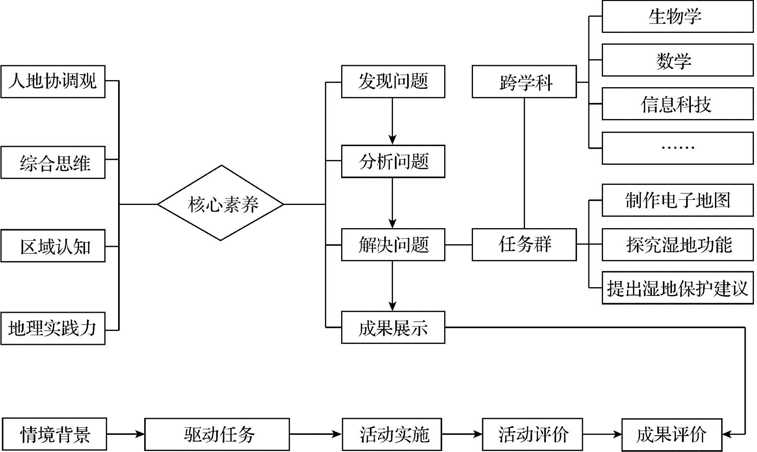 生物学
人地协调观
发现问题
跨学科
数学
信息科技
综合思维
分析问题
……
核心素养
制作电子地图
区域认知
解决问题
任务群
探究湿地功能
提出湿地保护建议
地理实践力
成果展示
情境背景
驱动任务
活动实施
活动评价
成果评价